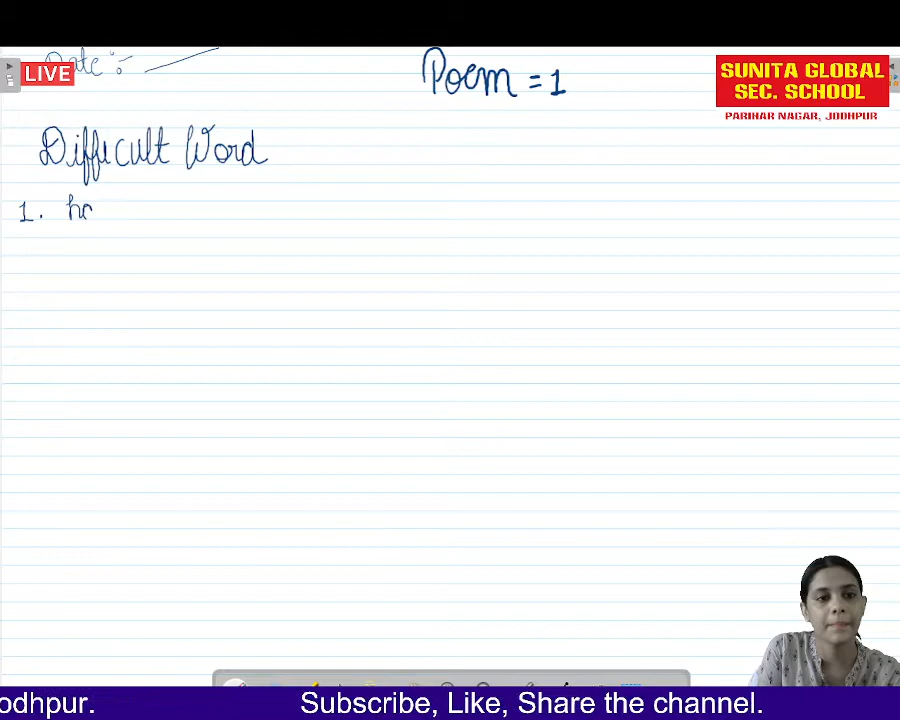 Date :-
LIVE
Poem = 1
SUNITA GLOBAL
SEC. SCHOOL
PARIHAR NAGAR, JODHPUR
Difficult Word
1. ha
odhpur.
Subscribe, Like, Share the channel.